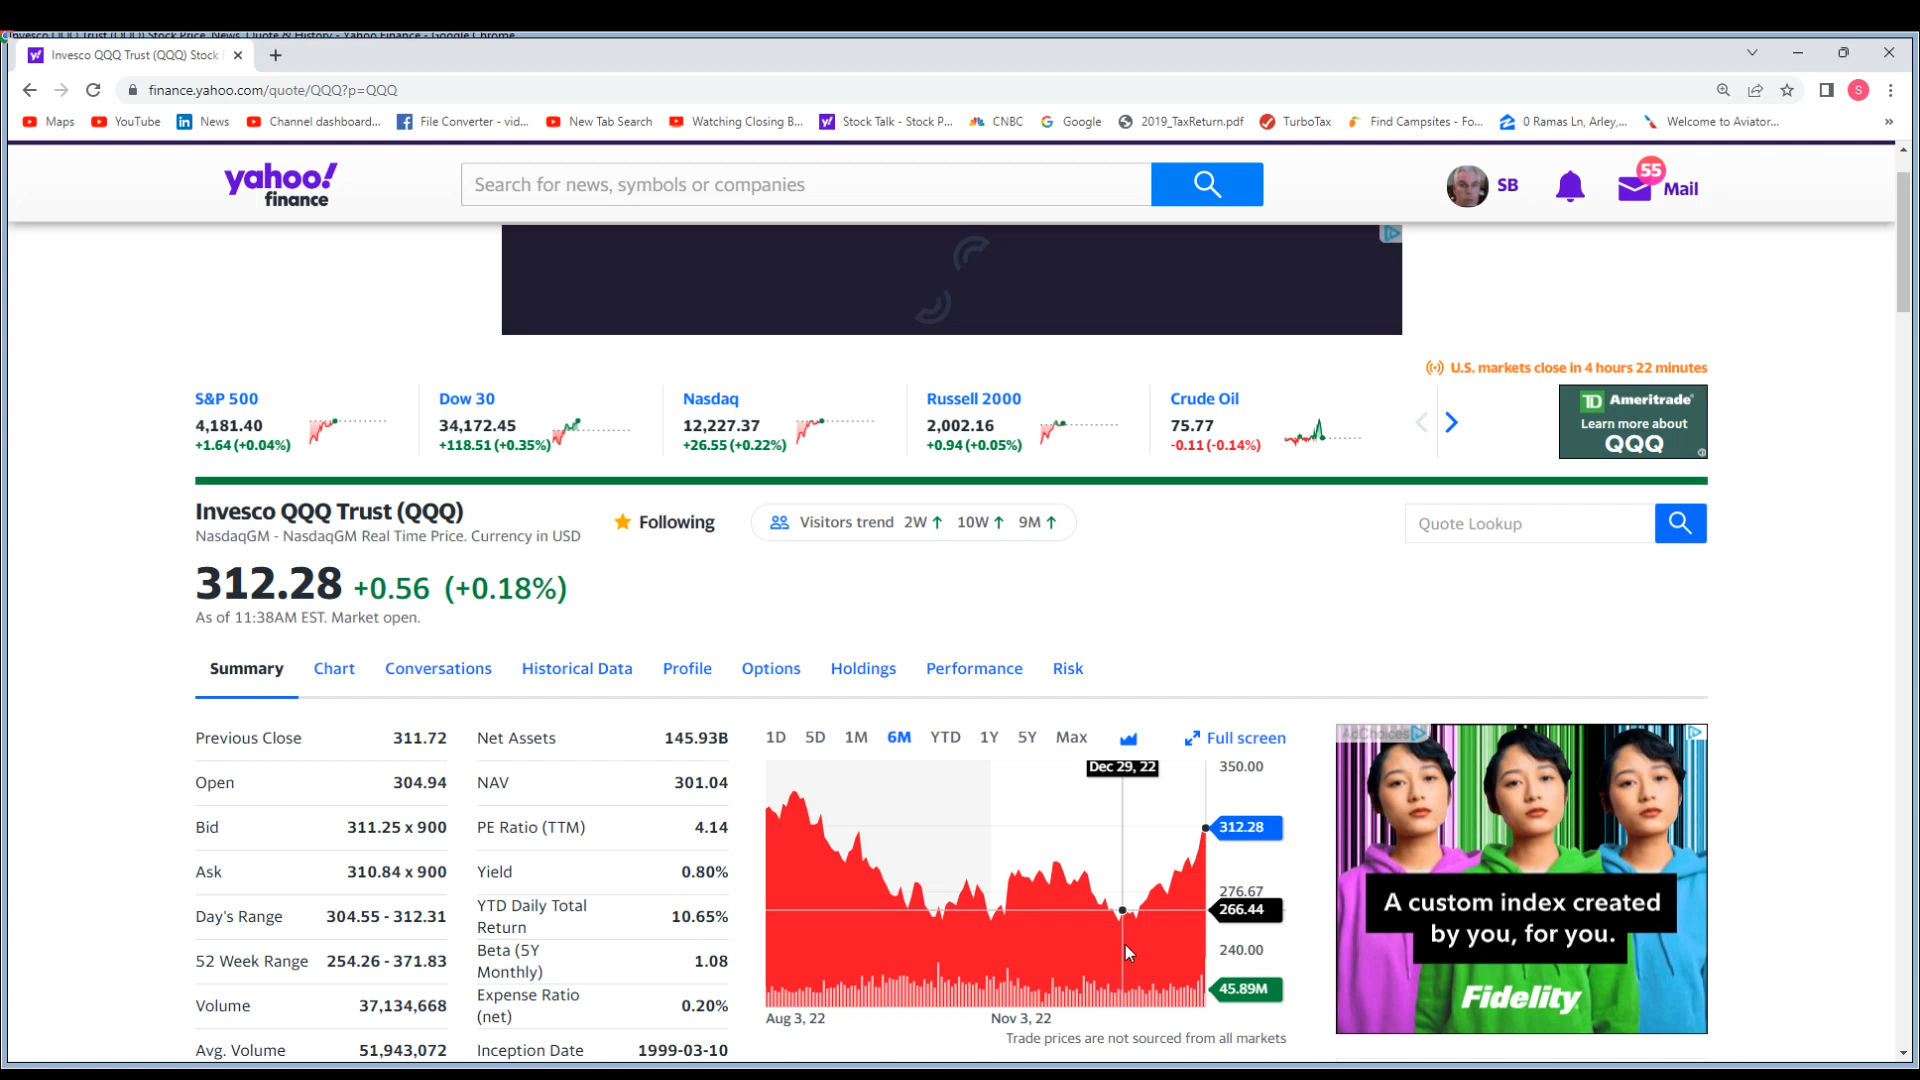 Invesco QQQ Trust (QQQ) Stock Price, News, Quote & History - Yahoo Finance - Google Chrome
Invesco QQQ Trust (QQQ) Stock
finance.yahoo.com/quote/QQQ?p=QQQ
S
Maps YouTube News Channel dashboard... File Converter - vid... New Tab Search Watching Closing B... Stock Talk - Stock P... CNBC Google 2019_TaxReturn.pdf TurboTax Find Campsites - Fo... 0 Ramas Ln, Arley,... Welcome to Aviator... »
yahoo!
finance
Search for news, symbols or companies
SB
55
Mail
U.S. markets close in 4 hours 22 minutes
S&P 500
4,181.40
+1.64 (+0.04%)
Dow 30
34,172.45
+118.51 (+0.35%)
Nasdaq
12,227.37
+26.55 (+0.22%)
Russell 2000
2,002.16
+0.94 (+0.05%)
Crude Oil
75.77
-0.11 (-0.14%)
TD Ameritrade
Learn more about
QQQ
Invesco QQQ Trust (QQQ)
NasdaqGM - NasdaqGM Real Time Price. Currency in USD
Following
Visitors trend 2W ↑ 10W ↑ 9M ↑
Quote Lookup
312.28 +0.56 (+0.18%)
As of 11:38AM EST. Market open.
Summary Chart Conversations Historical Data Profile Options Holdings Performance Risk
Previous Close 311.72
Open 304.94
Bid 311.25 x 900
Ask 310.84 x 900
Day's Range 304.55 - 312.31
52 Week Range 254.26 - 371.83
Volume 37,134,668
Avg. Volume 51,943,072
Net Assets 145.93B
NAV 301.04
PE Ratio (TTM) 4.14
Yield 0.80%
YTD Daily Total
Return 10.65%
Beta (5Y
Monthly) 1.08
Expense Ratio
(net) 0.20%
Inception Date 1999-03-10
1D 5D 1M 6M YTD 1Y 5Y Max
Full screen
Dec 29, 22
350.00
312.28
276.67
266.44
240.00
45.89M
Aug 3, 22 Nov 3, 22
Trade prices are not sourced from all markets
AdChoices
A custom index created
by you, for you.
Fidelity